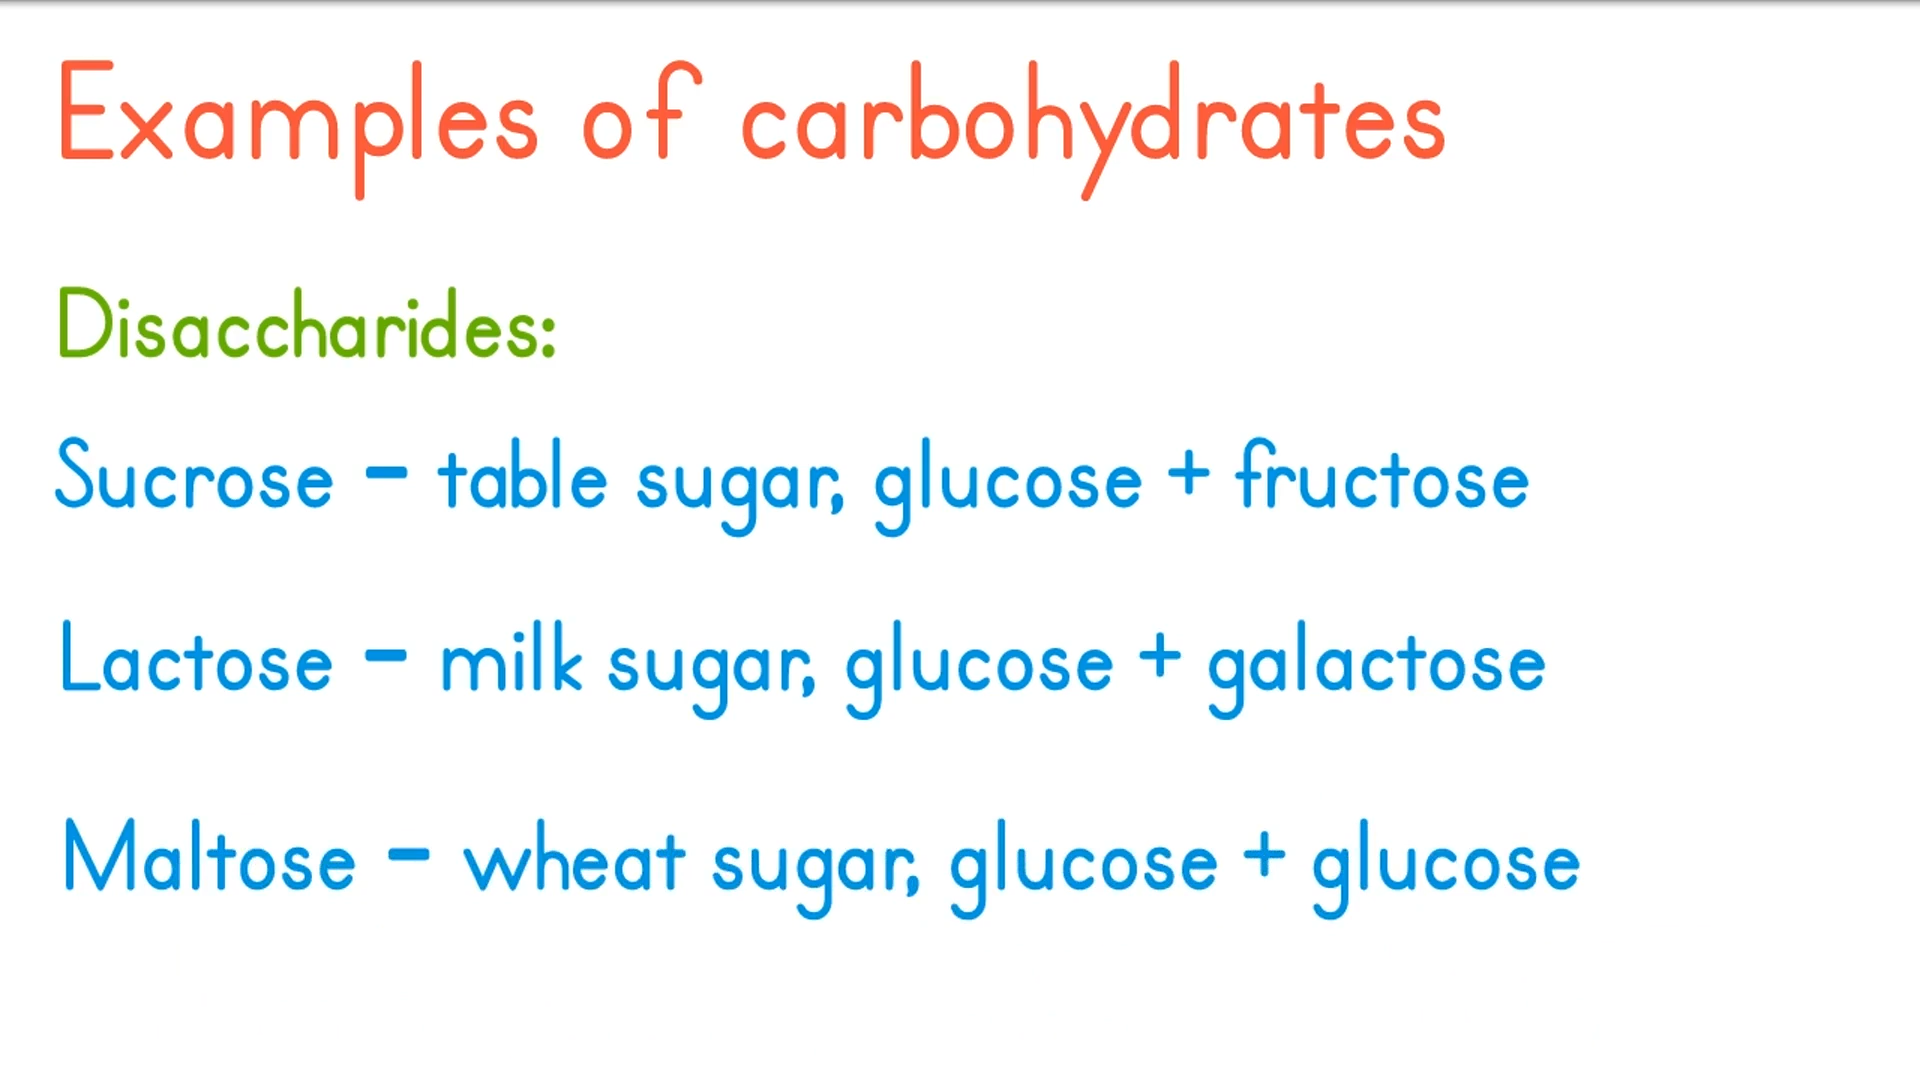 Examples of carbohydrates
Disaccharides:
Sucrose - table sugar, glucose + fructose
Lactose - milk sugar, glucose + galactose
Maltose - wheat sugar, glucose + glucose